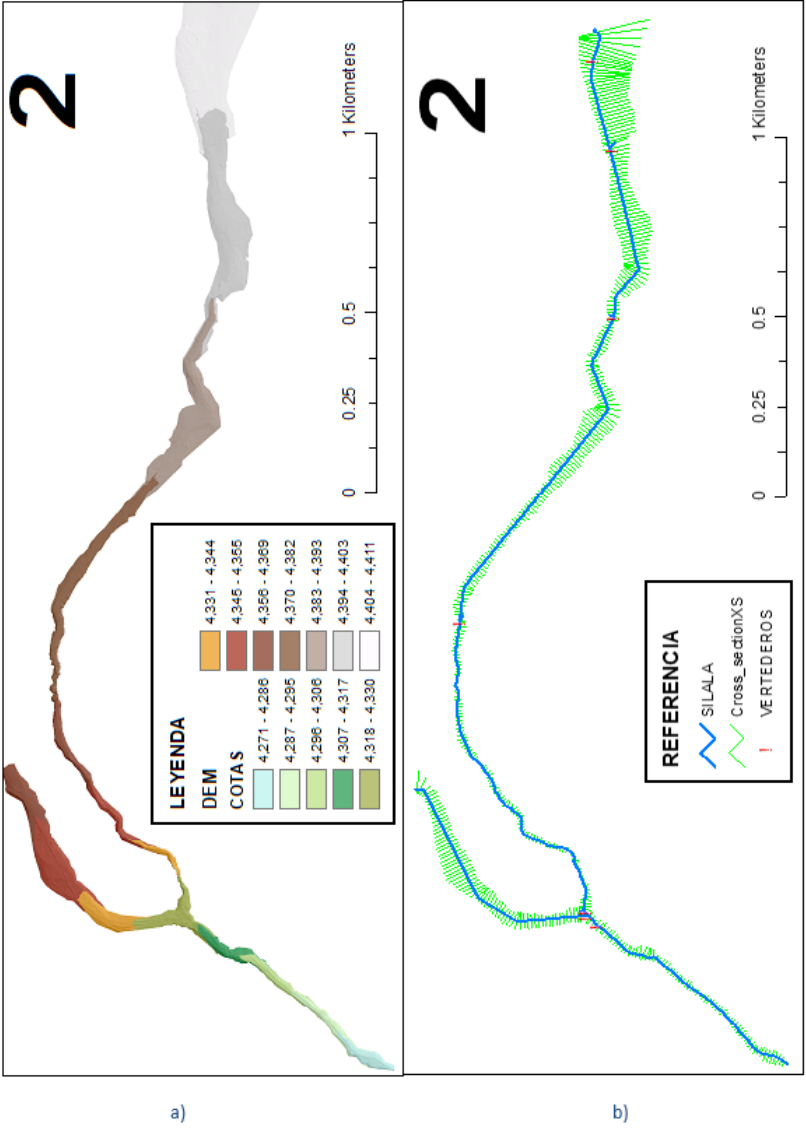 2
1 Kilometers
0.5
0.25
0
LEYENDA
DEM
COTAS
4,271 - 4,286
4,287 - 4,295
4,296 - 4,306
4,307 - 4,317
4,318 - 4,330
4,331 - 4,344
4,345 - 4,355
4,356 - 4,369
4,370 - 4,382
4,383 - 4,393
4,394 - 4,403
4,404 - 4,411
a)
2
1 Kilometers
0.5
0.25
0
REFERENCIA
SILALA
Cross_sectionXS
! VERTEDEROS
b)